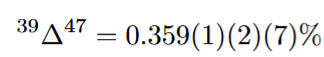 ³⁹Δ⁴⁷ = 0.359(1)(2)(7)%